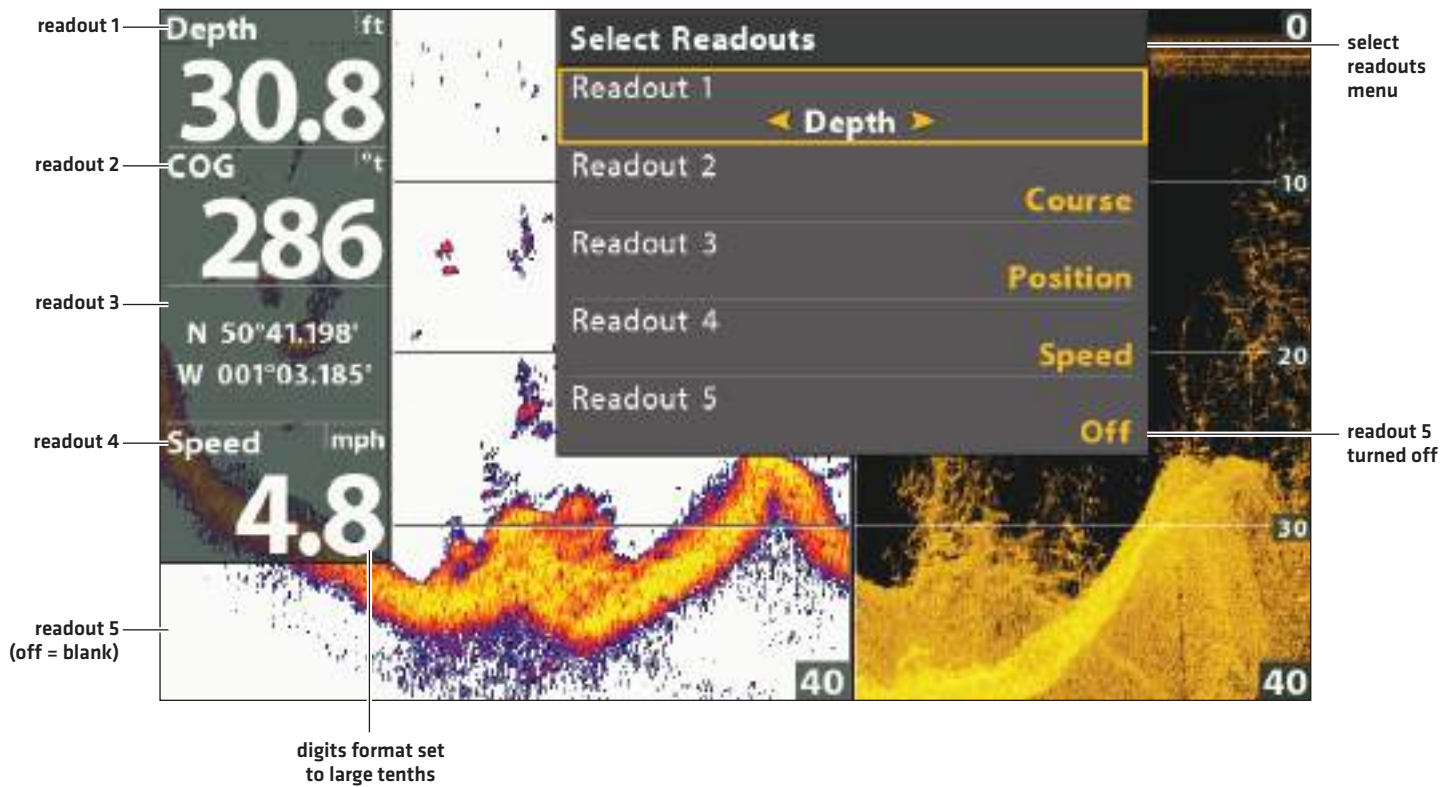 readout 1
readout 2
readout 3
readout 4
readout 5
(off = blank)
Depth ft
30.8
COG °t
286
N 50°41.198'
W 001°03.185'
Speed mph
4.8
digits format set
to large tenths
Select Readouts
Readout 1
Depth
Readout 2
Course
Readout 3
Position
Readout 4
Speed
Readout 5
Off
40
0
10
20
30
40
select
readouts
menu
readout 5
turned off